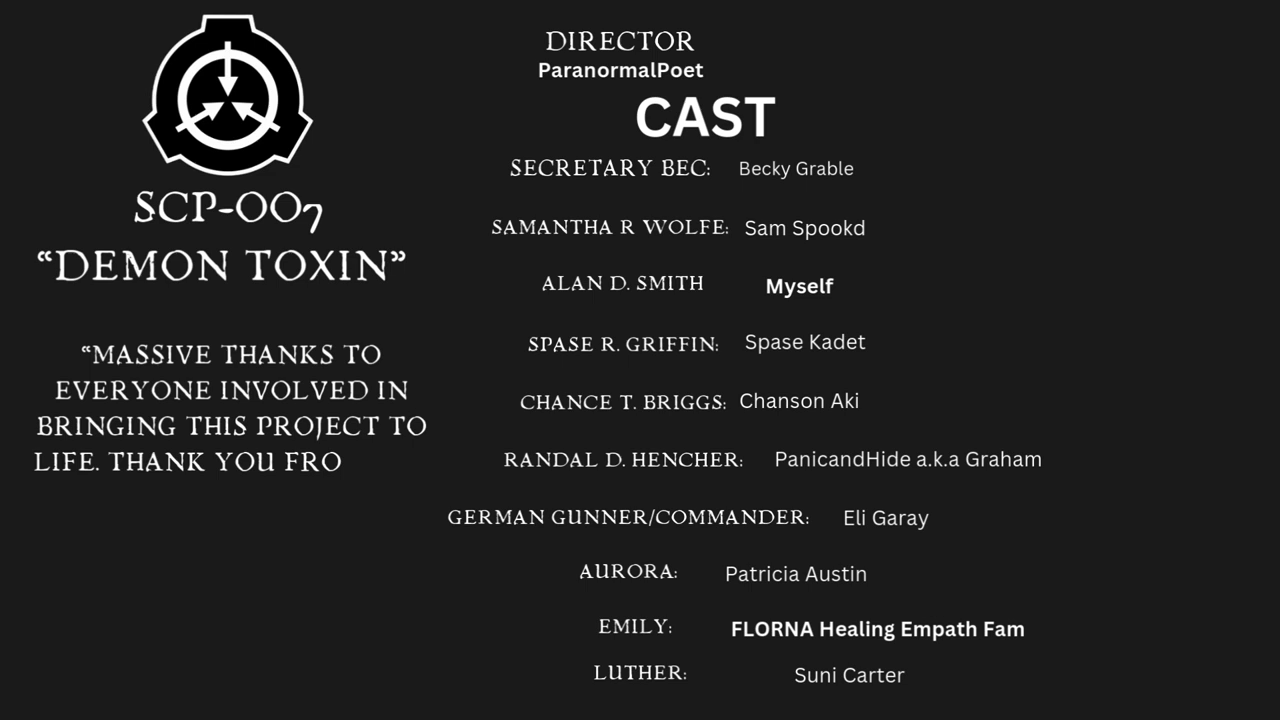 SCP-007
"DEMON TOXIN"
"MASSIVE THANKS TO
EVERYONE INVOLVED IN
BRINGING THIS PROJECT TO
LIFE. THANK YOU FRO
DIRECTOR
ParanormalPoet
CAST
SECRETARY BEC: Becky Grable
SAMANTHA R WOLFE: Sam Spookd
ALAN D. SMITH Myself
SPASE R. GRIFFIN: Spase Kadet
CHANCE T. BRIGGS: Chanson Aki
RANDAL D. HENCHER: PanicandHide a.k.a Graham
GERMAN GUNNER/COMMANDER: Eli Garay
AURORA: Patricia Austin
EMILY: FLORNA Healing Empath Fam
LUTHER: Suni Carter